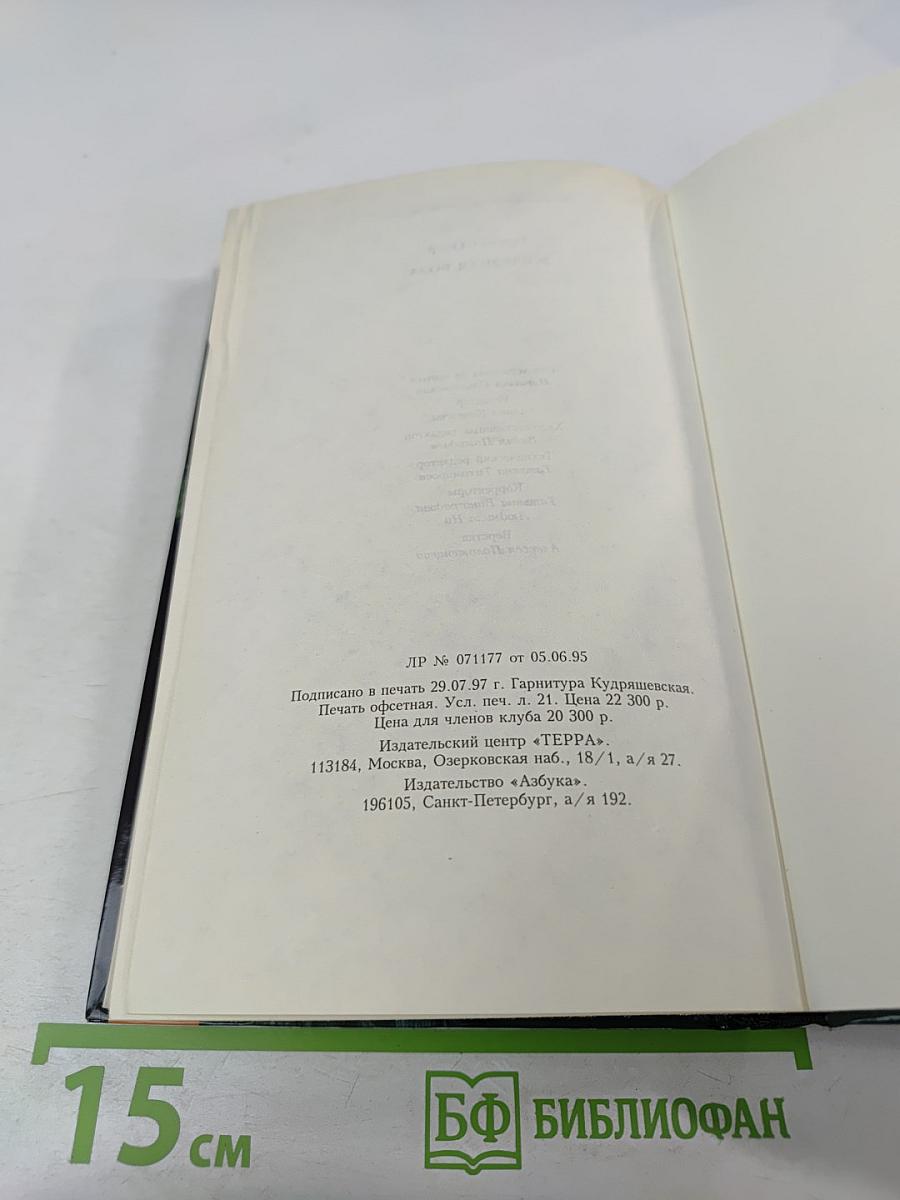 ЛР № 071177 от 05.06.95
Подписано в печать 29.07.97 г. Гарнитура Кудряшевская.
Печать офсетная. Усл. печ. л. 21. Цена 22 300 р.
Цена для членов клуба 20 300 р.
Издательский центр «ТЕРРА».
113184, Москва, Озерковская наб., 18/1, а/я 27.
Издательство «Азбука».
196105, Санкт-Петербург, а/я 192.
15 см
БФ БИБЛИОФАН